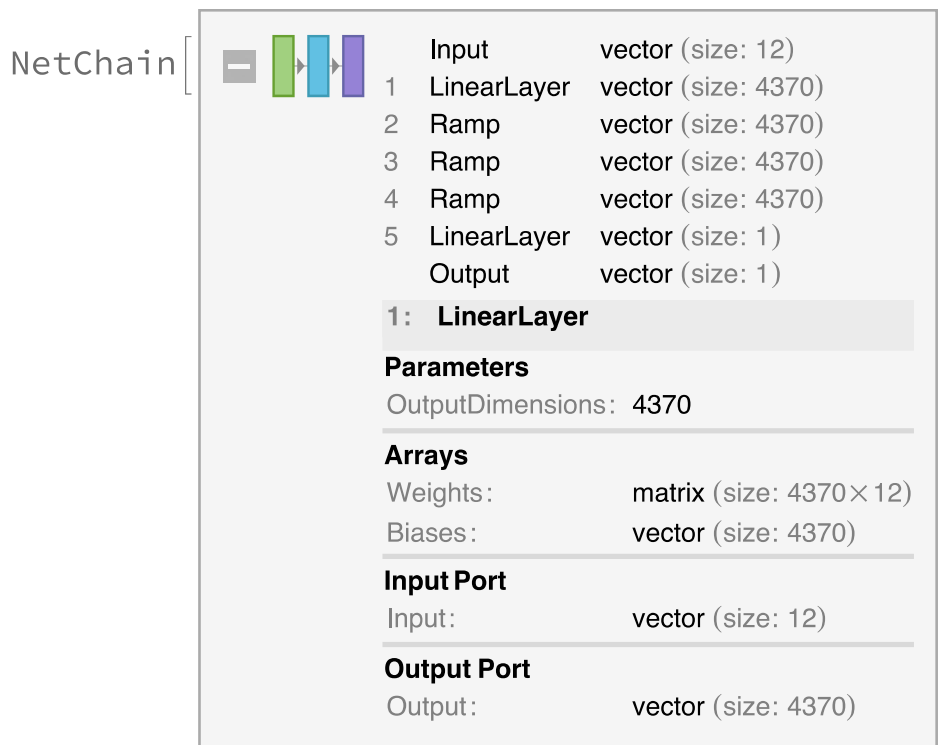 NetChain[
Input vector (size: 12)
1 LinearLayer vector (size: 4370)
2 Ramp vector (size: 4370)
3 Ramp vector (size: 4370)
4 Ramp vector (size: 4370)
5 LinearLayer vector (size: 1)
Output vector (size: 1)
1: LinearLayer
Parameters
OutputDimensions: 4370
Arrays
Weights: matrix (size: 4370×12)
Biases: vector (size: 4370)
Input Port
Input: vector (size: 12)
Output Port
Output: vector (size: 4370)